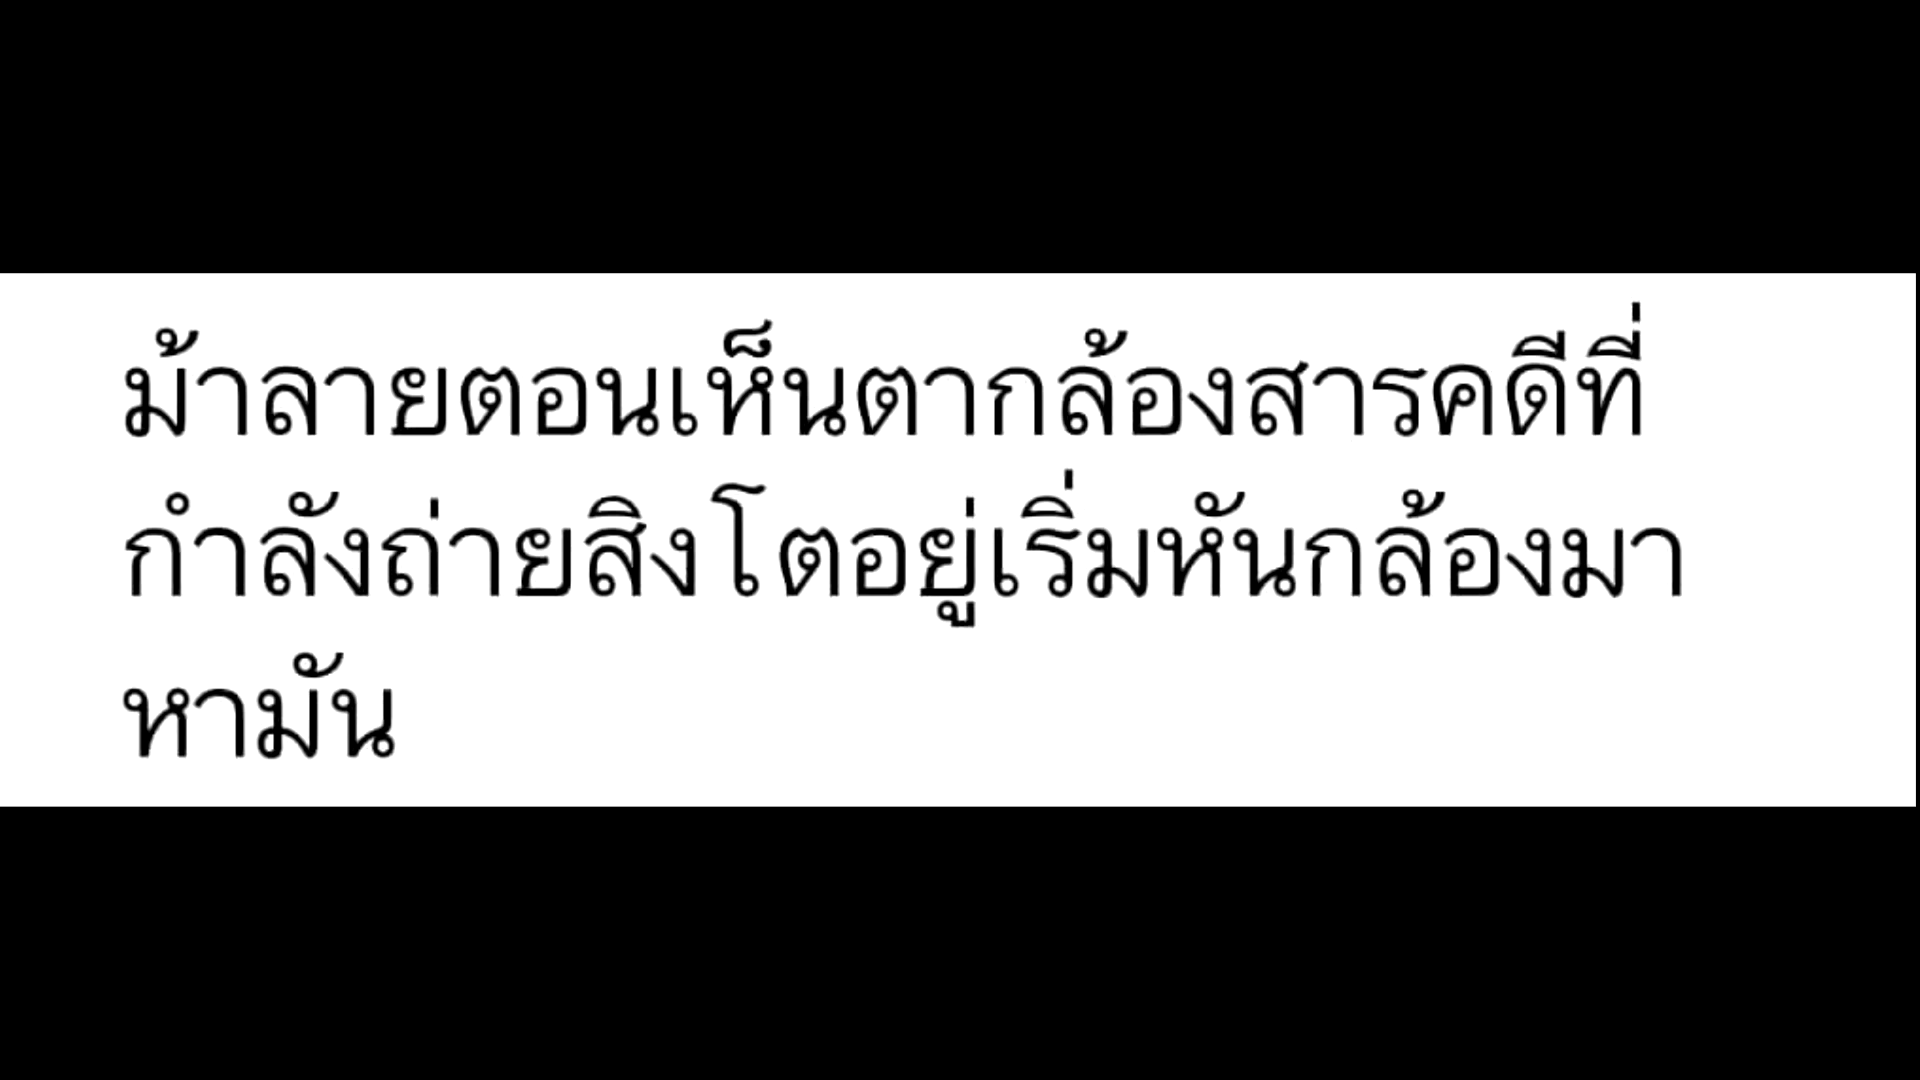 ม้าลายตอนเห็นตากล้องสารคดีที่
กำลังถ่ายสิงโตอยู่เริ่มหันกล้องมา
หามัน